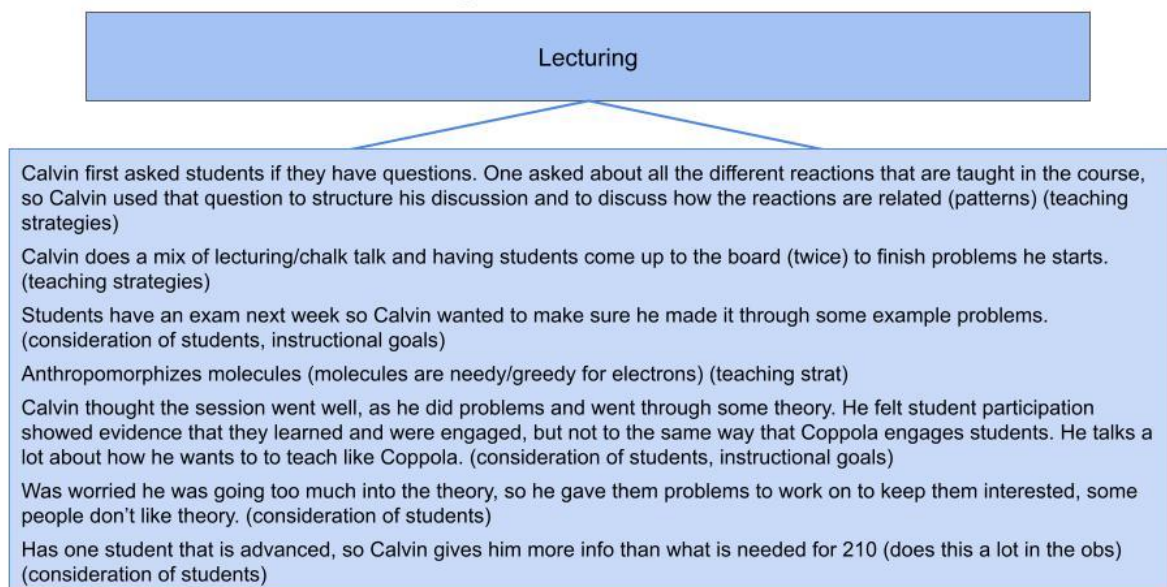 Lecturing
Calvin first asked students if they have questions. One asked about all the different reactions that are taught in the course,
so Calvin used that question to structure his discussion and to discuss how the reactions are related (patterns) (teaching
strategies)
Calvin does a mix of lecturing/chalk talk and having students come up to the board (twice) to finish problems he starts.
(teaching strategies)
Students have an exam next week so Calvin wanted to make sure he made it through some example problems.
(consideration of students, instructional goals)
Anthropomorphizes molecules (molecules are needy/greedy for electrons) (teaching strat)
Calvin thought the session went well, as he did problems and went through some theory. He felt student participation
showed evidence that they learned and were engaged, but not to the same way that Coppola engages students. He talks a
lot about how he wants to to teach like Coppola. (consideration of students, instructional goals)
Was worried he was going too much into the theory, so he gave them problems to work on to keep them interested, some
people don’t like theory. (consideration of students)
Has one student that is advanced, so Calvin gives him more info than what is needed for 210 (does this a lot in the obs)
(consideration of students)